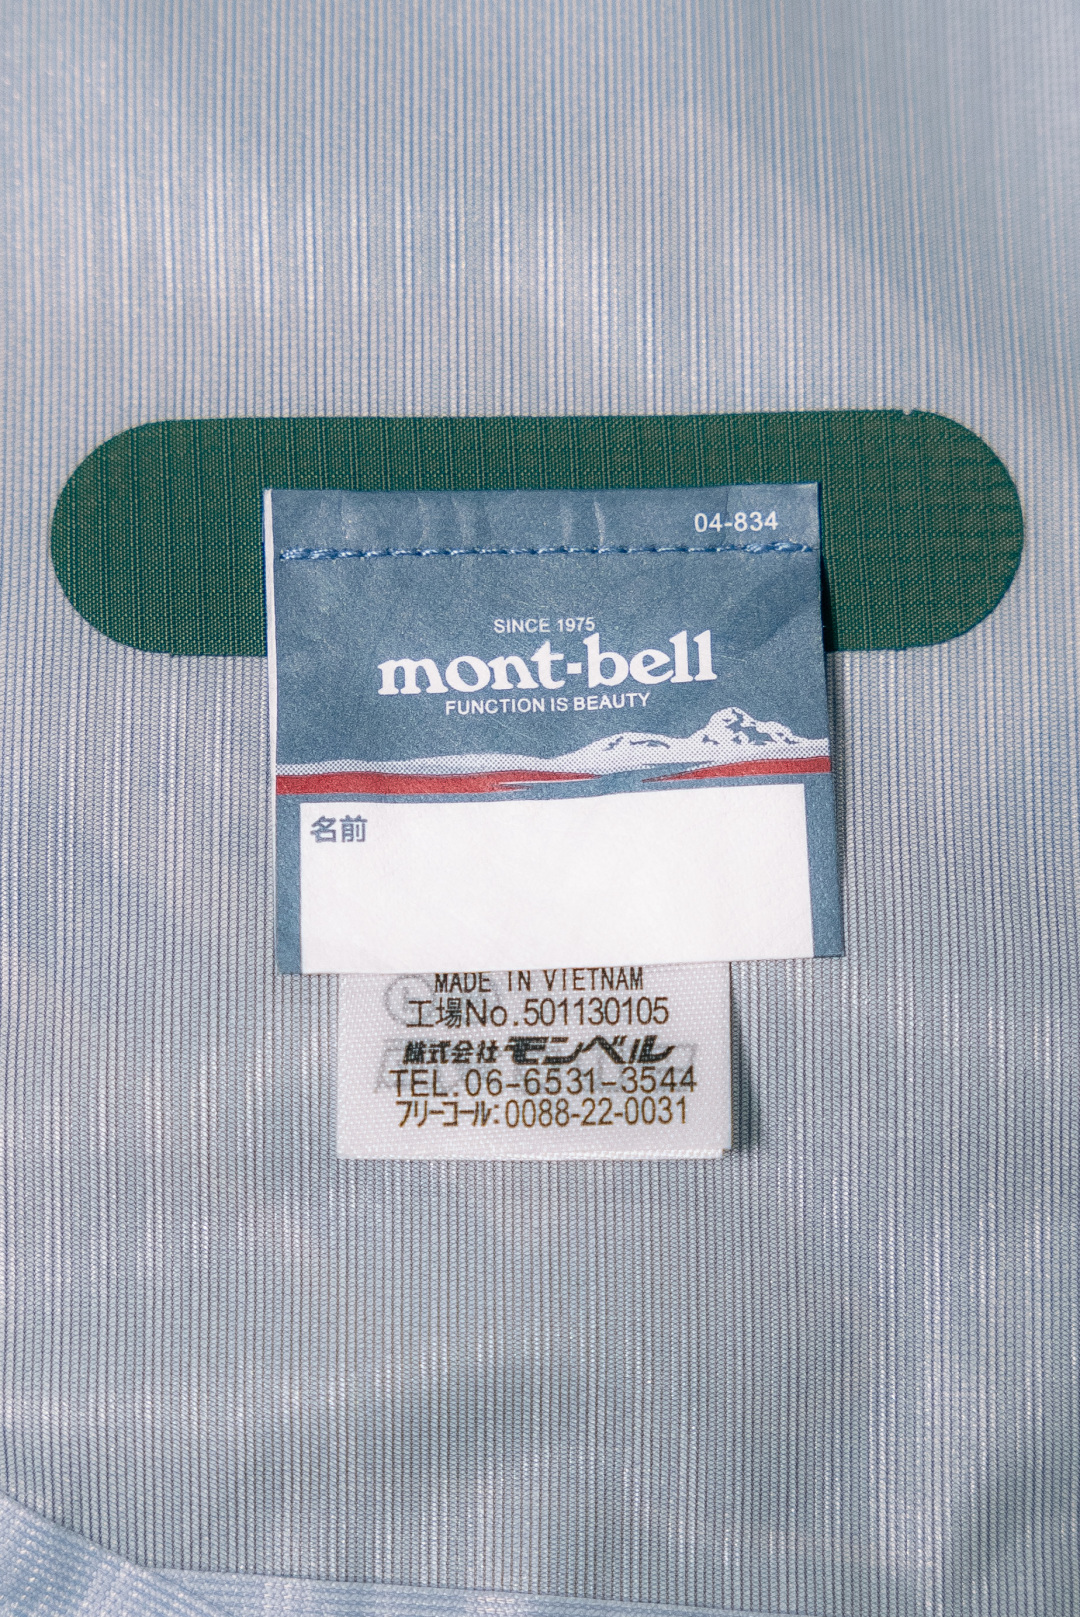 04-834
SINCE 1975
mont-bell
FUNCTION IS BEAUTY
名前
MADE IN VIETNAM
工場No.501130105
株式会社モンベル
TEL.06-6531-3544
フリーコール:0088-22-0031